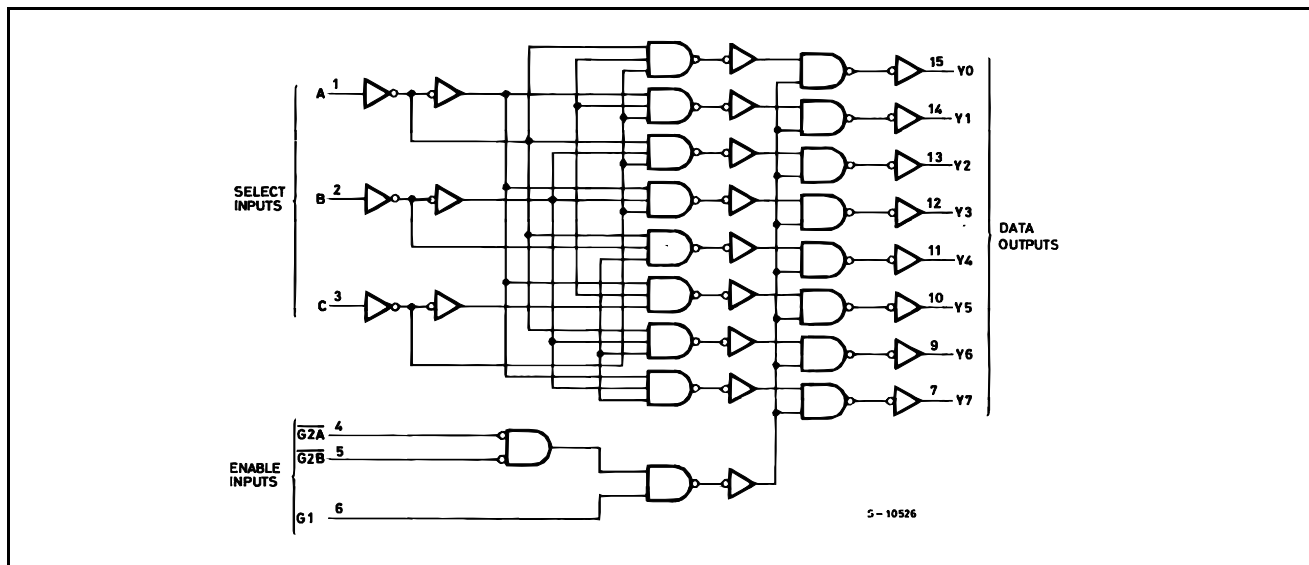 15 Y0
A 1
14 Y1
13 Y2
SELECT
INPUTS
B 2
12 Y3
DATA
OUTPUTS
11 Y4
C 3
10 Y5
9 Y6
7 Y7
G2A 4
G2B 5
ENABLE
INPUTS
G1 6
S-10526